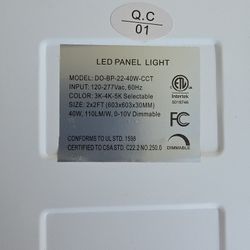 Q.C
01
LED PANEL LIGHT
MODEL: DO-BP-22-40W-CCT
INPUT: 120-277Vac, 60Hz
COLOR: 3K-4K-5K Selectable
SIZE: 2x2FT (603x603x30MM)
40W, 110LM/W, 0-10V Dimmable
CONFORMS TO UL STD. 1598
CERTIFIED TO CSA STD. C22.2 NO.250.0
ETL
Intertek
5018746
FC
DIMMABLE